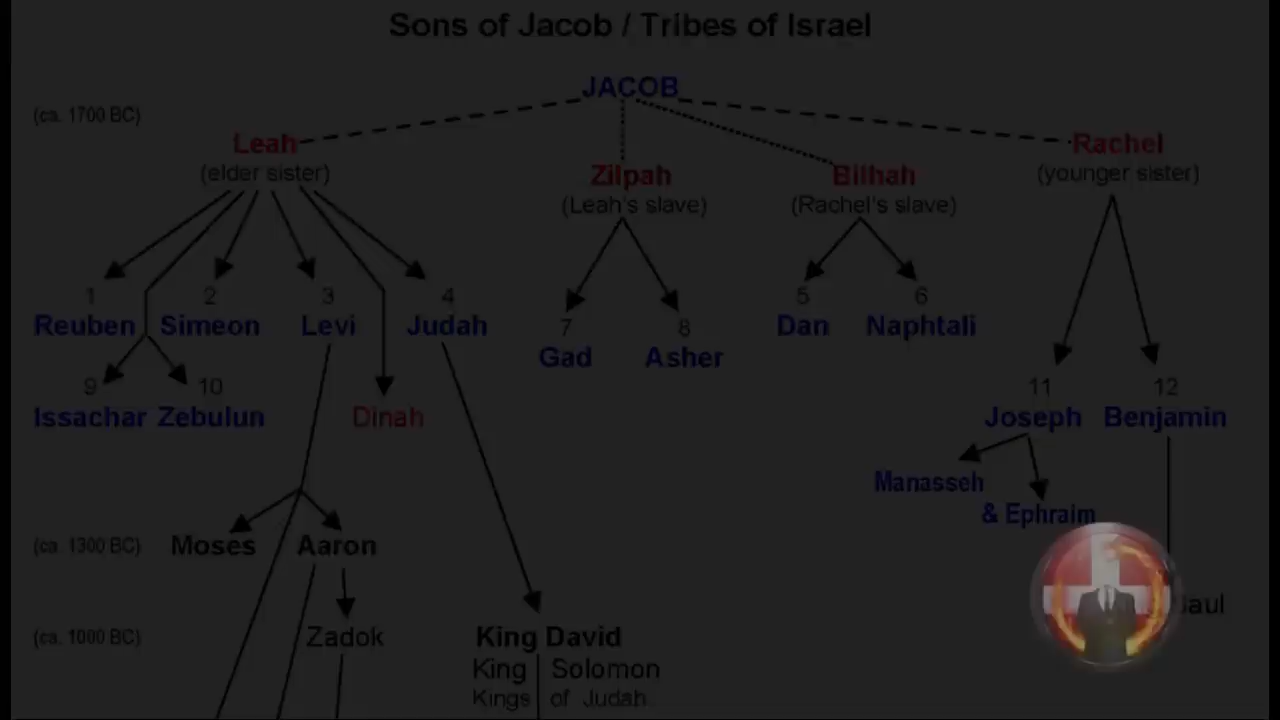 Sons of Jacob / Tribes of Israel
JACOB
(ca. 1700 BC)
Leah
Rachel
(elder sister)
Zilpah
Bilhah
(younger sister)
(Leah's slave)
(Rachel's slave)
1
2
3
4
5
6
Reuben
Simeon
Levi
Judah
7
8
Dan
Naphtali
Gad
Asher
9
10
11
12
Issachar
Zebulun
Dinah
Joseph
Benjamin
Manasseh
& Ephraim
(ca. 1300 BC)
Moses
Aaron
(ca. 1000 BC)
Zadok
King David
King Solomon
Kings of Judah